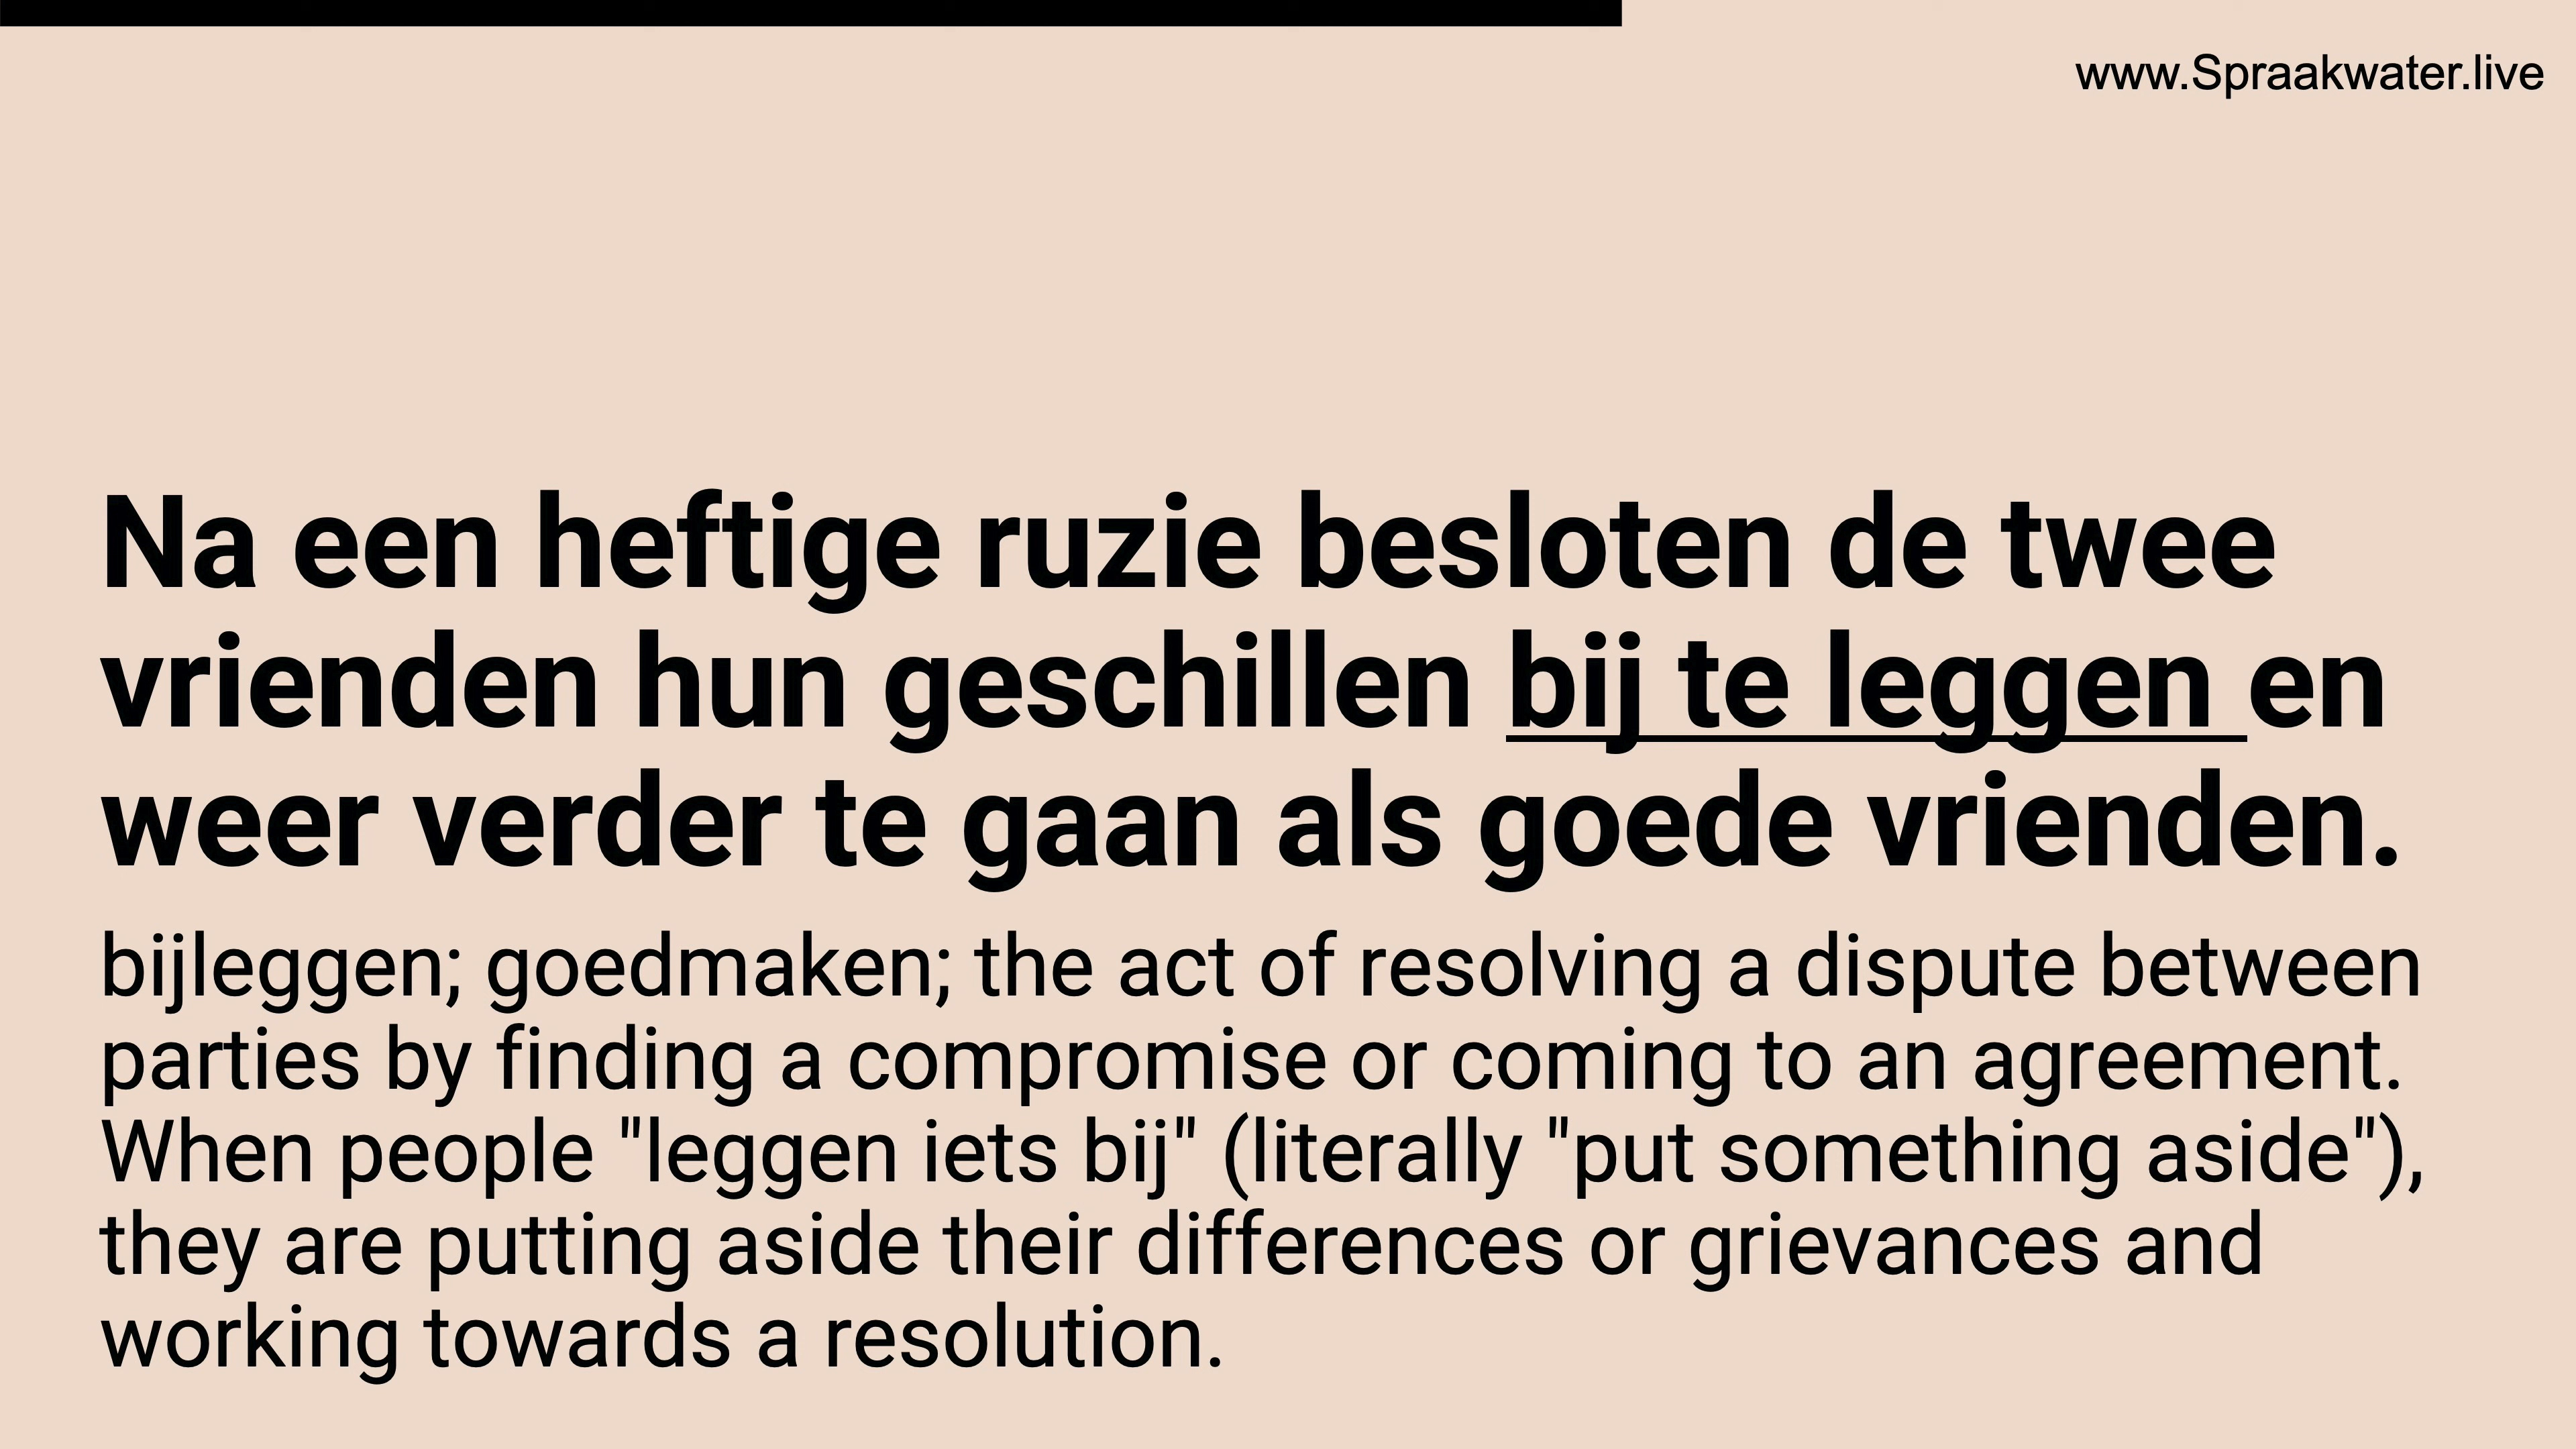 www.Spraakwater.live
Na een heftige ruzie besloten de twee
vrienden hun geschillen bij te leggen en
weer verder te gaan als goede vrienden.
bijleggen; goedmaken; the act of resolving a dispute between
parties by finding a compromise or coming to an agreement.
When people "leggen iets bij" (literally "put something aside"),
they are putting aside their differences or grievances and
working towards a resolution.